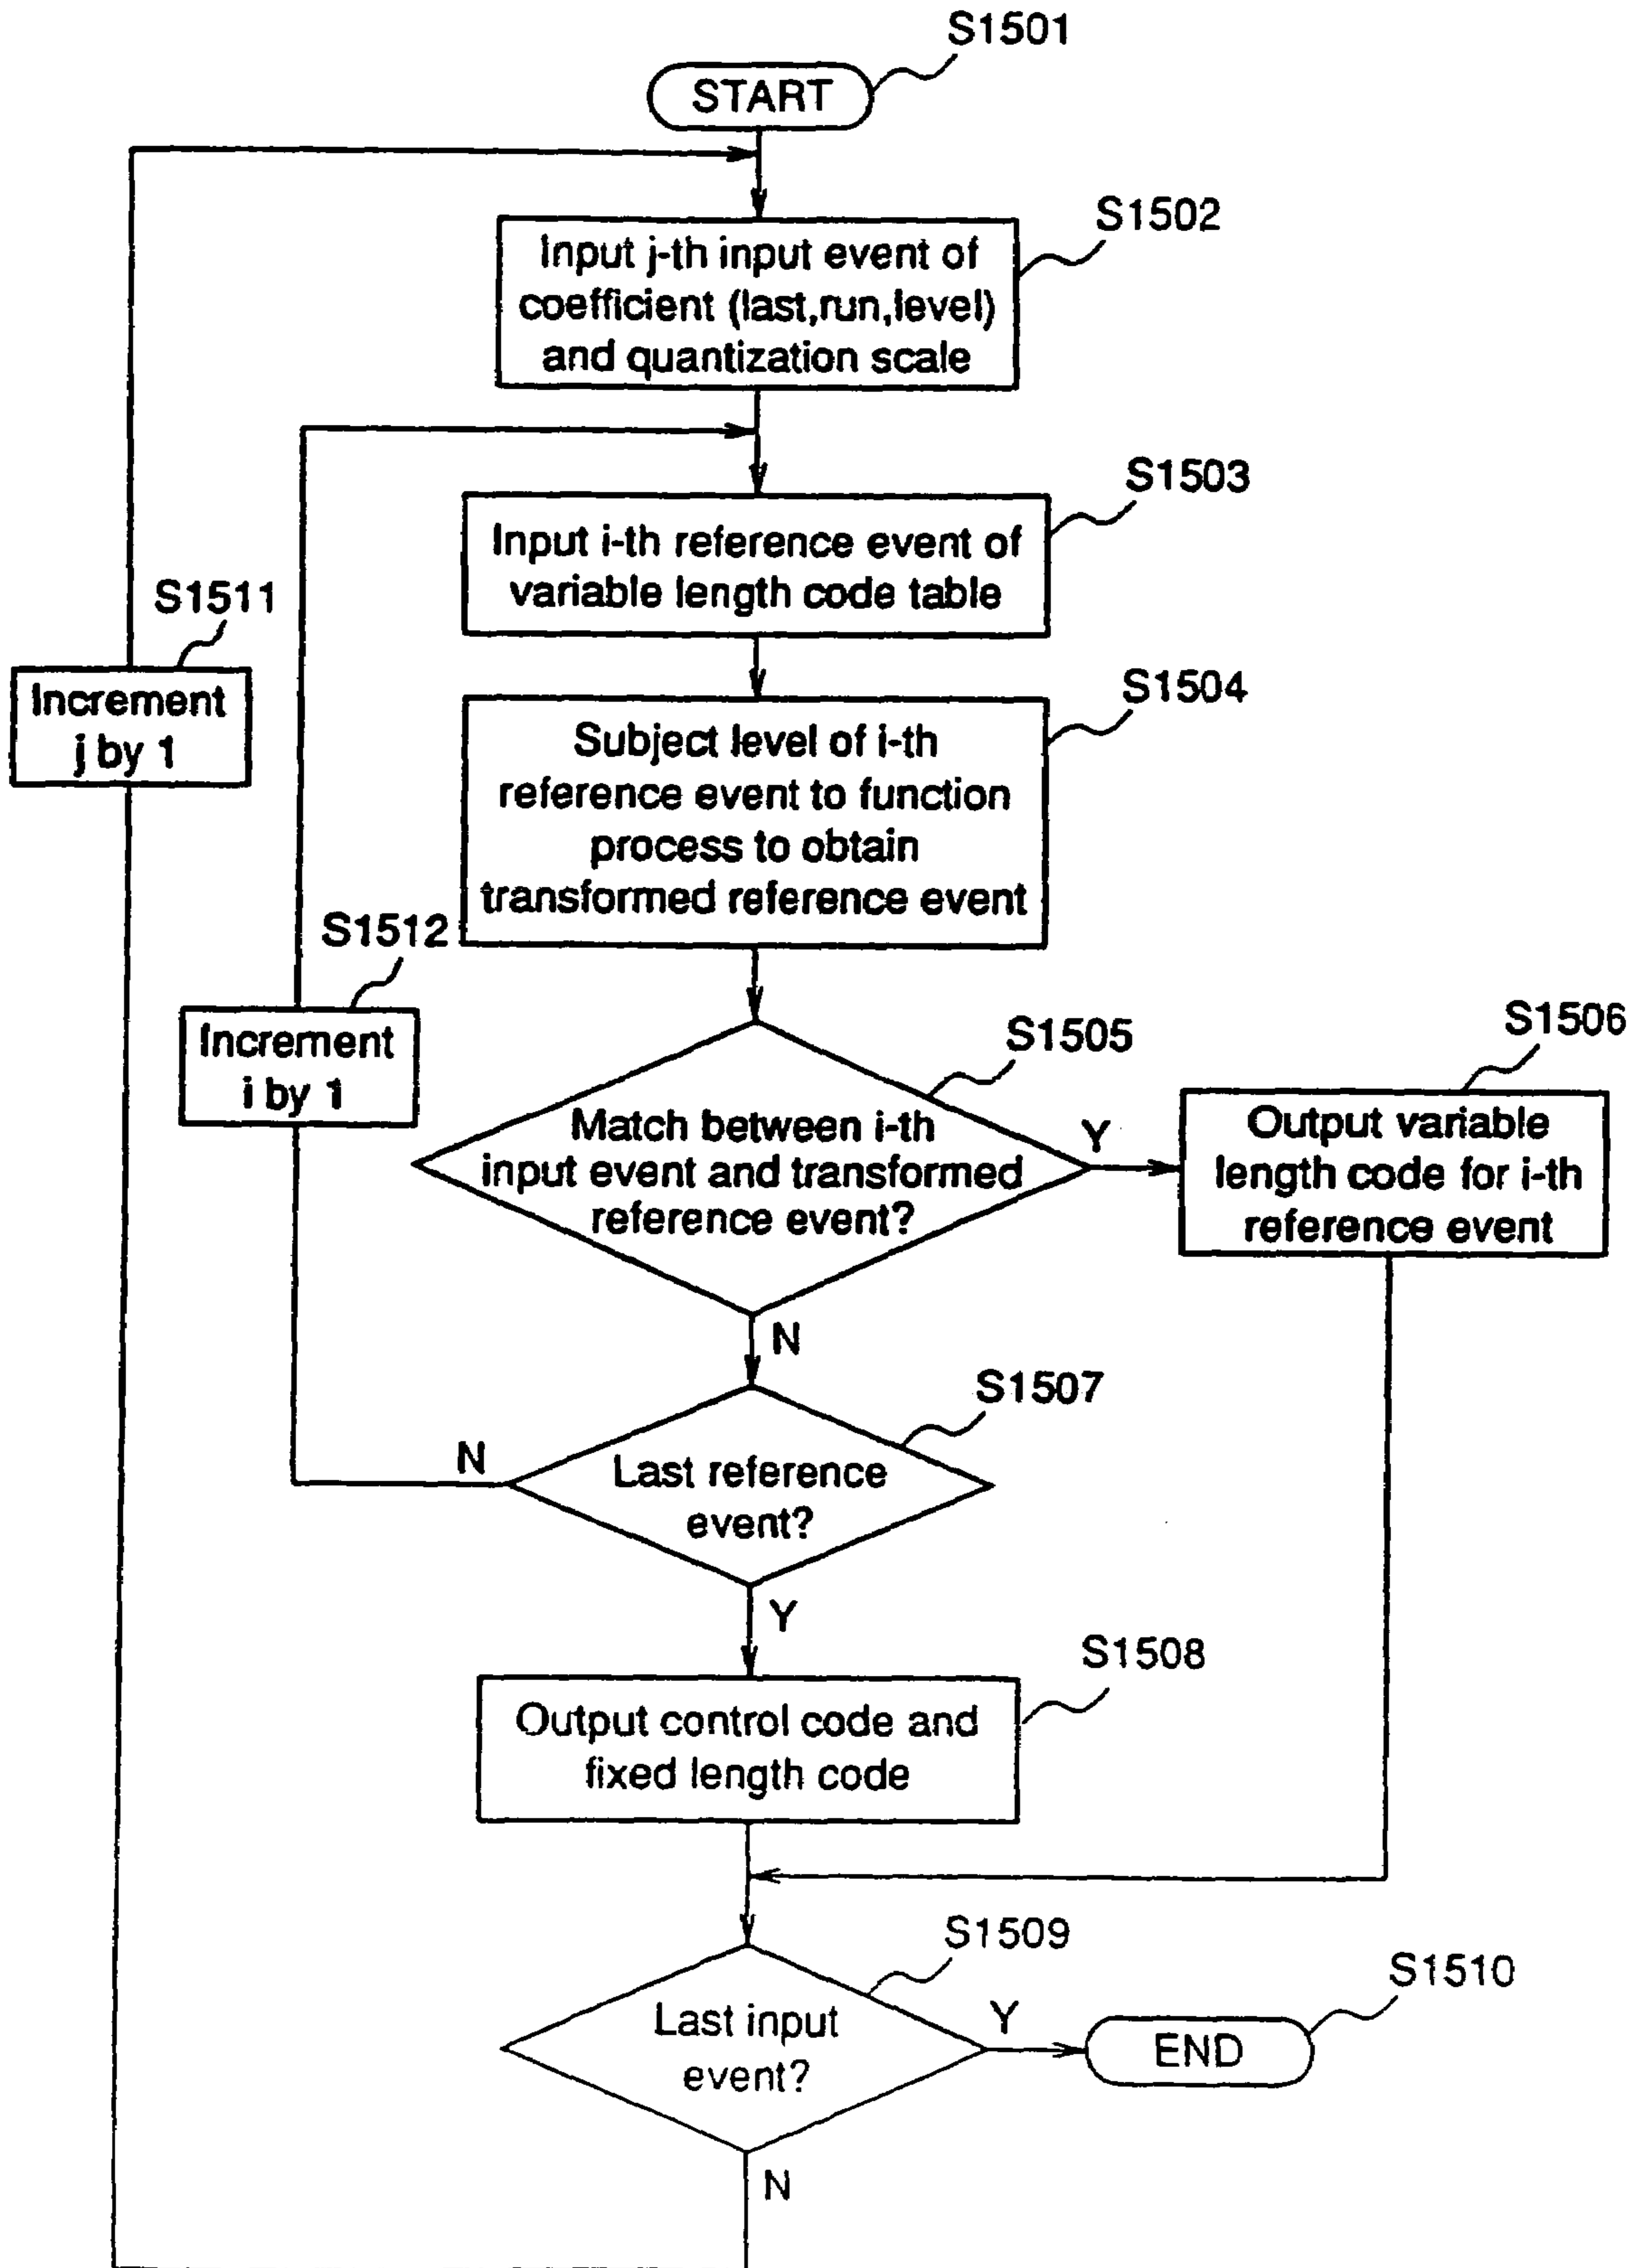 S1501
START
S1502
Input j-th input event of
coefficient (last,run,level)
and quantization scale
S1503
Input i-th reference event of
variable length code table
S1511
Increment
j by 1
S1504
Subject level of i-th
reference event to function
process to obtain
transformed reference event
S1512
Increment
i by 1
S1505
Match between i-th
input event and transformed
reference event?
Y
S1506
Output variable
length code for i-th
reference event
N
S1507
Last reference
event?
N
Y
S1508
Output control code and
fixed length code
S1509
Last input
event?
Y
S1510
END
N